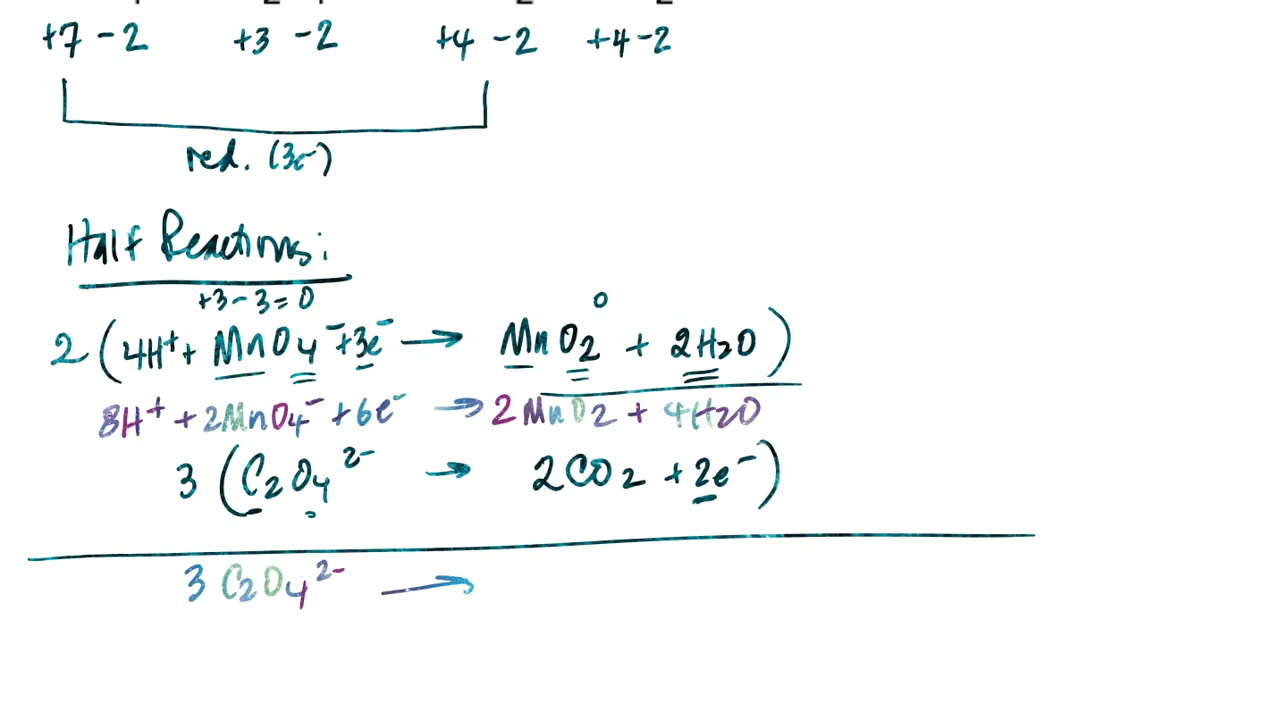 +7 -2 +3 -2 +4 -2 +4-2
red. (3e⁻)
Half Reactions:
+3-3=0
0
2 (4H⁺ + MnO₄⁻ +3e⁻ → MnO₂ + 2H₂O)
8H⁺ + 2MnO₄⁻ + 6e⁻ → 2MnO₂ + 4H₂O
3 (C₂O₄²⁻ → 2CO₂ + 2e⁻)
3 C₂O₄²⁻ →